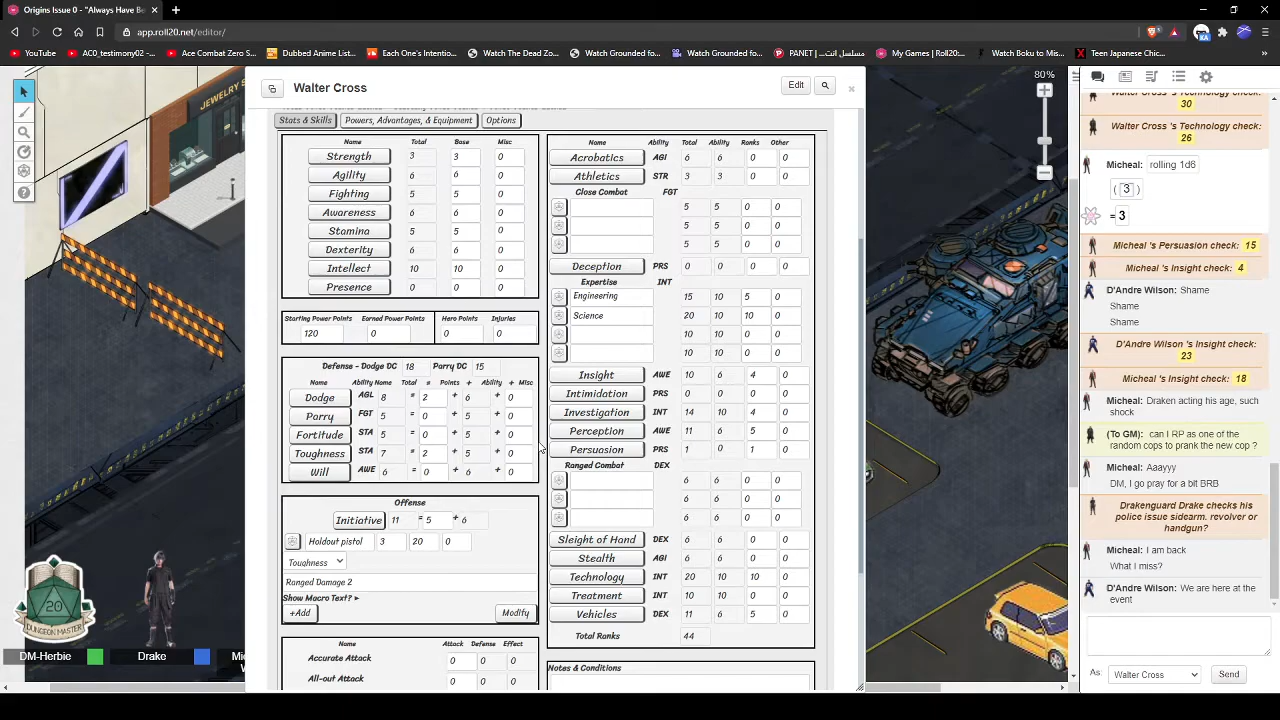 Origins Issue 0 - "Always Have Be
app.roll20.net/editor/
YouTube
AC0_testimony02 —
Ace Combat Zero S...
Dubbed Anime List...
Each One's Intentio...
Watch The Dead Zo...
Watch Grounded fo...
Watch Grounded fo...
My Games | Roll20:...
Watch Boku to Mis...
Teen Japanese Chic...
JEWELRY S
Walter Cross
Edit
Stats & Skills
Powers, Advantages, & Equipment
Options
Name Total Base Misc
Strength 3 3 0
Agility 6 6 0
Fighting 5 5 0
Awareness 6 6 0
Stamina 5 5 0
Dexterity 6 6 0
Intellect 10 10 0
Presence 0
Starting Power Points Earned Power Points Hero Points Injuries
120 0 0 0
Defense - Dodge DC 18 Parry DC 15
Name Ability Name Total = Points + Ability + Misc
Dodge AGL 8 = 2 + 6 + 0
Parry FGT 5 = 0 + 5 + 0
Fortitude STA 5 = 0 + 5 + 0
Toughness STA 7 = 2 + 5 + 0
Will AWE 6 = 0 + 6 + 0
Offense
Initiative 11 = 5 + 6
Holdout pistol 3 20 0
Toughness
Ranged Damage 2
Show Macro Text?
+Add
Modify
Name Attack Defense Effect
Accurate Attack 0 0 0
All-out Attack 0 0 0
Name Ability Total Ability Ranks Other
Acrobatics AGI 6 6 0 0
Athletics STR 3 3 0 0
Close Combat FGT
5 5 0 0
5 5 0 0
5 5 0 0
Deception PRS 0 0 0 0
Expertise INT
Engineering 15 10 5 0
Science 20 10 10 0
10 10 0 0
10 10 0 0
Insight AWE 10 6 4 0
Intimidation PRS 0 0 0 0
Investigation INT 14 10 4 0
Perception AWE 11 6 5 0
Persuasion PRS 1 0 1 0
Ranged Combat DEX
6 6 0 0
6 6 0 0
6 6 0 0
Sleight of Hand DEX 6 6 0 0
Stealth AGI 6 6 0 0
Technology INT 20 10 10 0
Treatment INT 10 10 0 0
Vehicles DEX 11 6 5 0
Total Ranks 44
Notes & Conditions
80%
30
Walter Cross 's Technology check:
26
Micheal: rolling 1d6
( 3 )
= 3
Micheal 's Persuasion check: 15
Micheal 's Insight check: 4
D'Andre Wilson: Shame
Shame
Shame
D'Andre Wilson's Insight check:
23
Micheal 's Insight check: 18
Micheal: Draken acting his age, such
shock
(To GM): can I RP as one of the
random cops to prank the new cop ?
Micheal: Aaayyy
DM, I go pray for a bit BRB
Drakenguard Drake checks his
police issue sidearm. revolver or
handgun?
Micheal: I am back
What I miss?
D'Andre Wilson: We are here at the
event
As:
Walter Cross
Send
20
DUNGEON MASTER
DM-Herbie
Drake